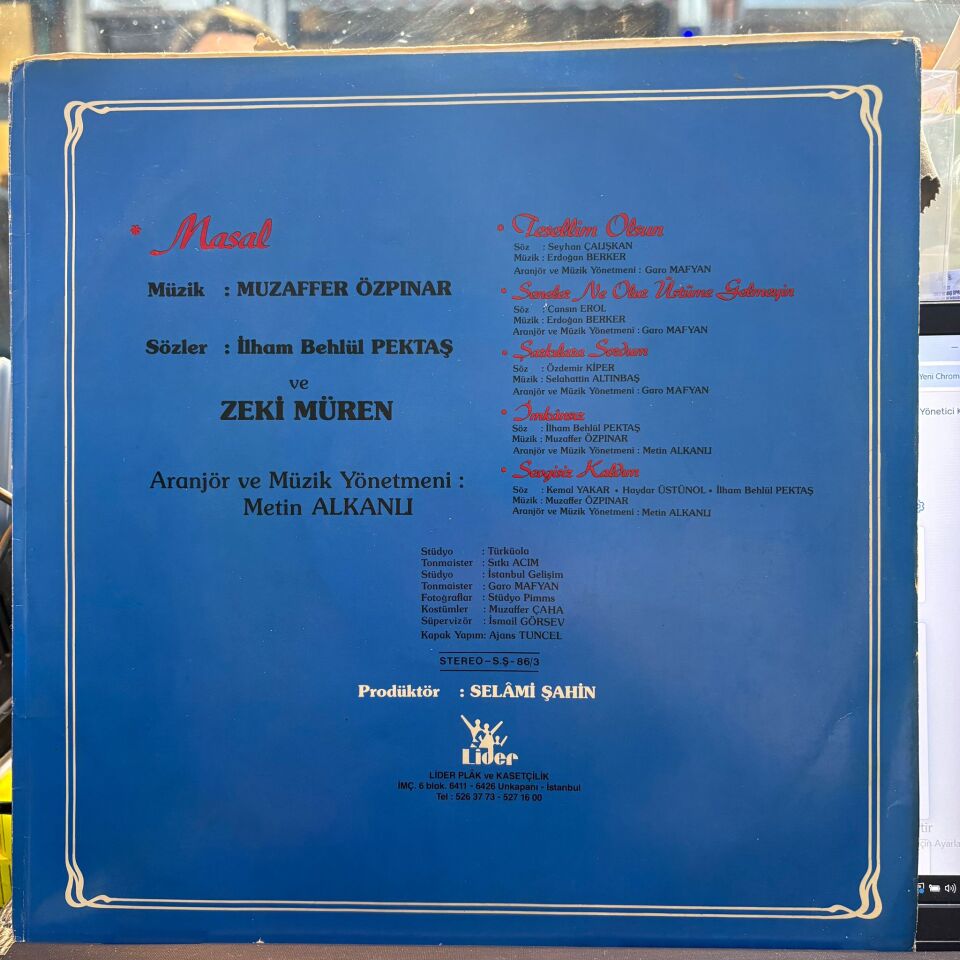 * Masal
Müzik : MUZAFFER ÖZPINAR
Sözler : İlham Behlül PEKTAŞ
ve
ZEKİ MÜREN
Aranjör ve Müzik Yönetmeni :
Metin ALKANLI
• Tesellim Olsun
Söz : Seyhan ÇALIŞKAN
Müzik : Erdoğan BERKER
Aranjör ve Müzik Yönetmeni : Garo MAFYAN
• Seneler Ne Olur Üstüme Gelmeyin
Söz : Cansın EROL
Müzik : Erdoğan BERKER
Aranjör ve Müzik Yönetmeni : Garo MAFYAN
• Şarkılara Sordum
Söz : Özdemir KİPER
Müzik : Selahattin ALTINBAŞ
Aranjör ve Müzik Yönetmeni : Garo MAFYAN
• İmkânsız
Söz : İlham Behlül PEKTAŞ
Müzik : Muzaffer ÖZPINAR
Aranjör ve Müzik Yönetmeni : Metin ALKANLI
• Sevgisiz Kaldım
Söz : Kemal YAKAR • Haydar ÜSTÜNOL • İlham Behlül PEKTAŞ
Müzik : Muzaffer ÖZPINAR
Aranjör ve Müzik Yönetmeni : Metin ALKANLI
Stüdyo : Türküola
Tonmaister : Sıtkı ACIM
Stüdyo : İstanbul Gelişim
Tonmaister : Garo MAFYAN
Fotoğraflar : Stüdyo Pimms
Kostümler : Muzaffer ÇAHA
Süpervizör : İsmail GÖRSEV
Kapak Yapım: Ajans TUNCEL
STEREO-S.Ş-86/3
Prodüktör : SELÂMİ ŞAHİN
Lider
LİDER PLÂK ve KASETÇİLİK
İMÇ. 6 blok. 6411 - 6426 Unkapanı - İstanbul
Tel : 526 37 73 - 527 16 00
Yeni Chrom
Yönetici K